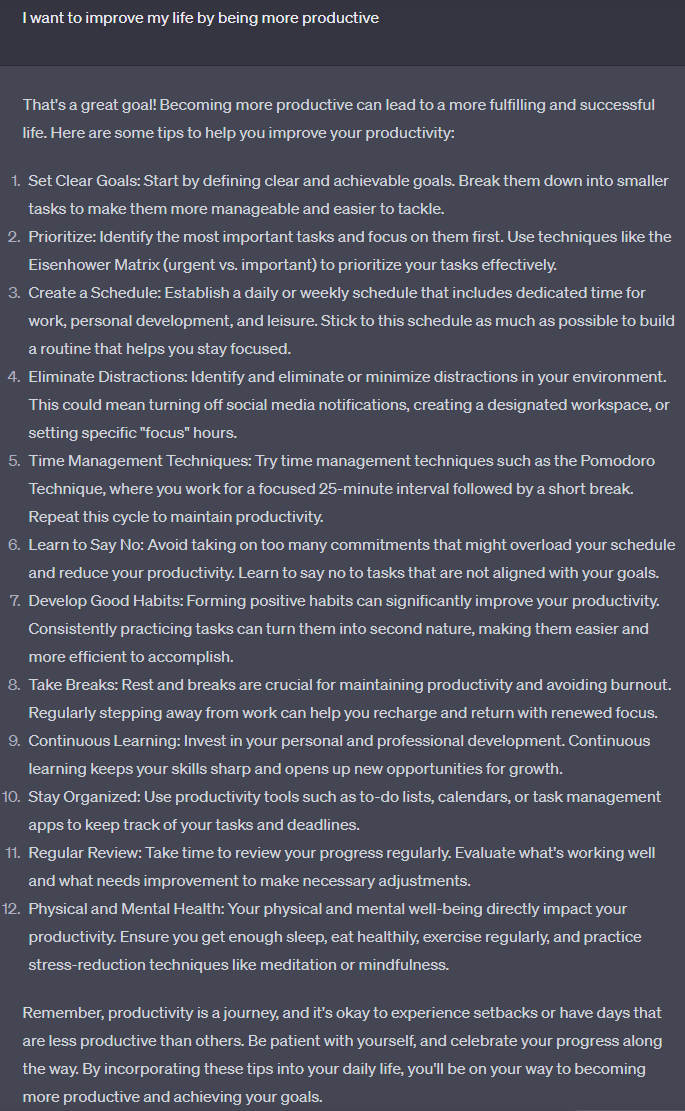 I want to improve my life by being more productive
That's a great goal! Becoming more productive can lead to a more fulfilling and successful
life. Here are some tips to help you improve your productivity:
1. Set Clear Goals: Start by defining clear and achievable goals. Break them down into smaller
tasks to make them more manageable and easier to tackle.
2. Prioritize: Identify the most important tasks and focus on them first. Use techniques like the
Eisenhower Matrix (urgent vs. important) to prioritize your tasks effectively.
3. Create a Schedule: Establish a daily or weekly schedule that includes dedicated time for
work, personal development, and leisure. Stick to this schedule as much as possible to build
a routine that helps you stay focused.
4. Eliminate Distractions: Identify and eliminate or minimize distractions in your environment.
This could mean turning off social media notifications, creating a designated workspace, or
setting specific "focus" hours.
5. Time Management Techniques: Try time management techniques such as the Pomodoro
Technique, where you work for a focused 25-minute interval followed by a short break.
Repeat this cycle to maintain productivity.
6. Learn to Say No: Avoid taking on too many commitments that might overload your schedule
and reduce your productivity. Learn to say no to tasks that are not aligned with your goals.
7. Develop Good Habits: Forming positive habits can significantly improve your productivity.
Consistently practicing tasks can turn them into second nature, making them easier and
more efficient to accomplish.
8. Take Breaks: Rest and breaks are crucial for maintaining productivity and avoiding burnout.
Regularly stepping away from work can help you recharge and return with renewed focus.
9. Continuous Learning: Invest in your personal and professional development. Continuous
learning keeps your skills sharp and opens up new opportunities for growth.
10. Stay Organized: Use productivity tools such as to-do lists, calendars, or task management
apps to keep track of your tasks and deadlines.
11. Regular Review: Take time to review your progress regularly. Evaluate what's working well
and what needs improvement to make necessary adjustments.
12. Physical and Mental Health: Your physical and mental well-being directly impact your
productivity. Ensure you get enough sleep, eat healthily, exercise regularly, and practice
stress-reduction techniques like meditation or mindfulness.
Remember, productivity is a journey, and it's okay to experience setbacks or have days that
are less productive than others. Be patient with yourself, and celebrate your progress along
the way. By incorporating these tips into your daily life, you'll be on your way to becoming
more productive and achieving your goals.